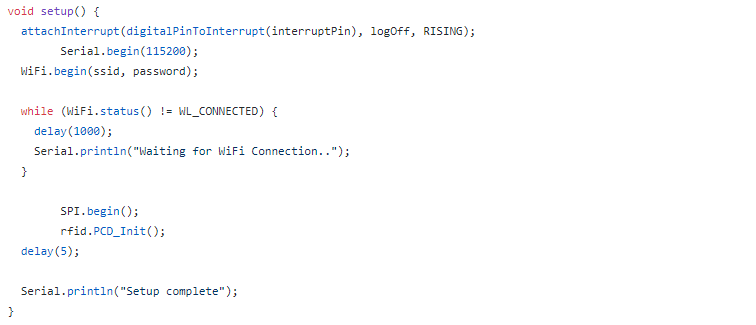 void setup() {
  attachInterrupt(digitalPinToInterrupt(interruptPin), logOff, RISING);
        Serial.begin(115200);
  WiFi.begin(ssid, password);

  while (WiFi.status() != WL_CONNECTED) {
    delay(1000);
    Serial.println("Waiting for WiFi Connection..");
  }

        SPI.begin();
        rfid.PCD_Init();
  delay(5);

  Serial.println("Setup complete");
}